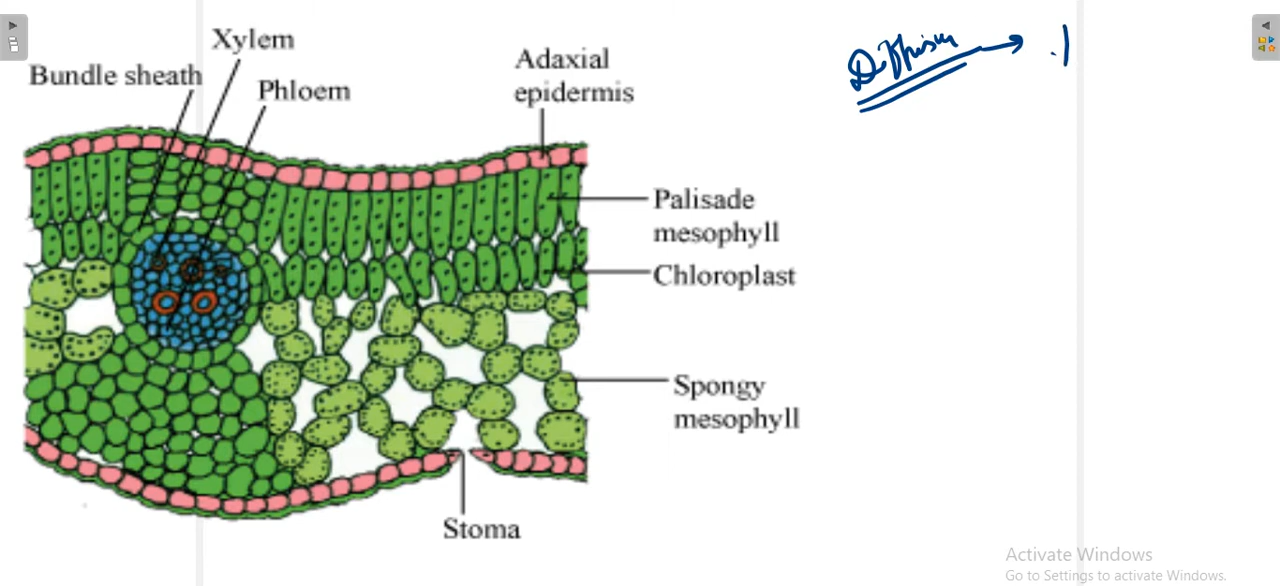 Xylem
Bundle sheath
Phloem
Adaxial
epidermis
Palisade
mesophyll
Chloroplast
Spongy
mesophyll
Stoma
Activate Windows
Go to Settings to activate Windows.